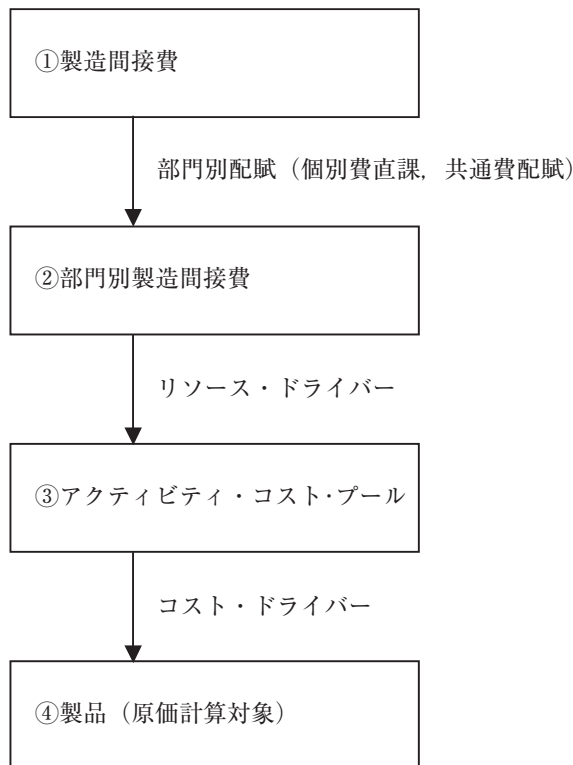 ①製造間接費
部門別配賦（個別費直課，共通費配賦）
②部門別製造間接費
リソース・ドライバー
③アクティビティ・コスト・プール
コスト・ドライバー
④製品（原価計算対象）